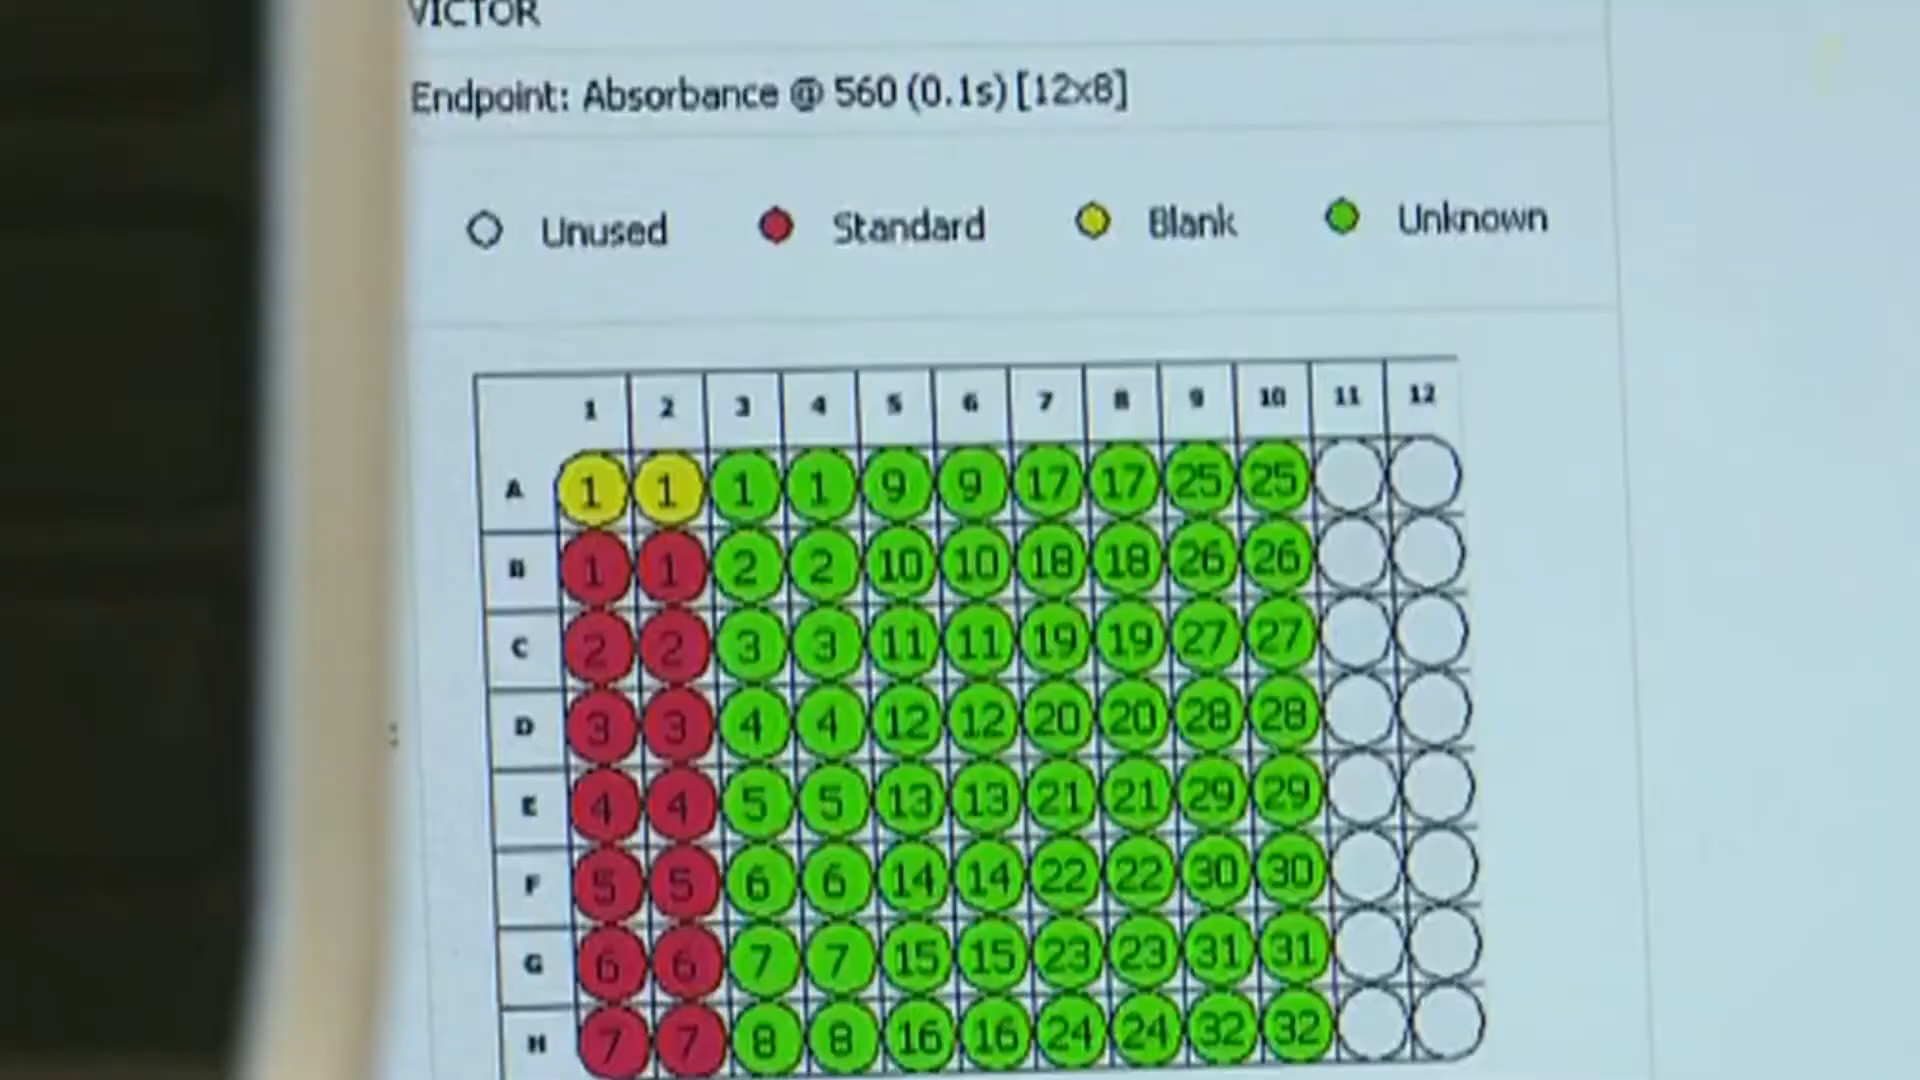 VICTOR
Endpoint: Absorbance @ 560 (0.1s) [12x8]
Unused Standard Blank Unknown
1 2 3 4 5 6 7 8 9 10 11 12
A 1 1 1 1 9 9 17 17 25 25
B 1 1 2 2 10 10 18 18 26 26
C 2 2 3 3 11 11 19 19 27 27
D 3 3 4 4 12 12 20 20 28 28
E 4 4 5 5 13 13 21 21 29 29
F 5 5 6 6 14 14 22 22 30 30
G 6 6 7 7 15 15 23 23 31 31
H 7 7 8 8 16 16 24 24 32 32